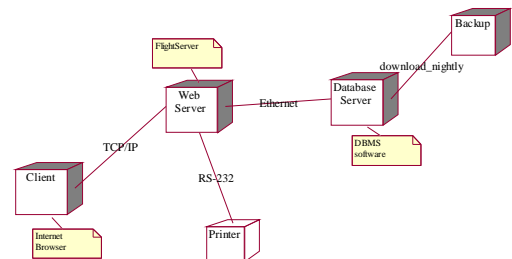 Backup
FlightServer
download_nightly
Web
Server
Database
Server
Ethernet
DBMS
software
TCP/IP
Client
RS-232
Internet
Browser
Printer